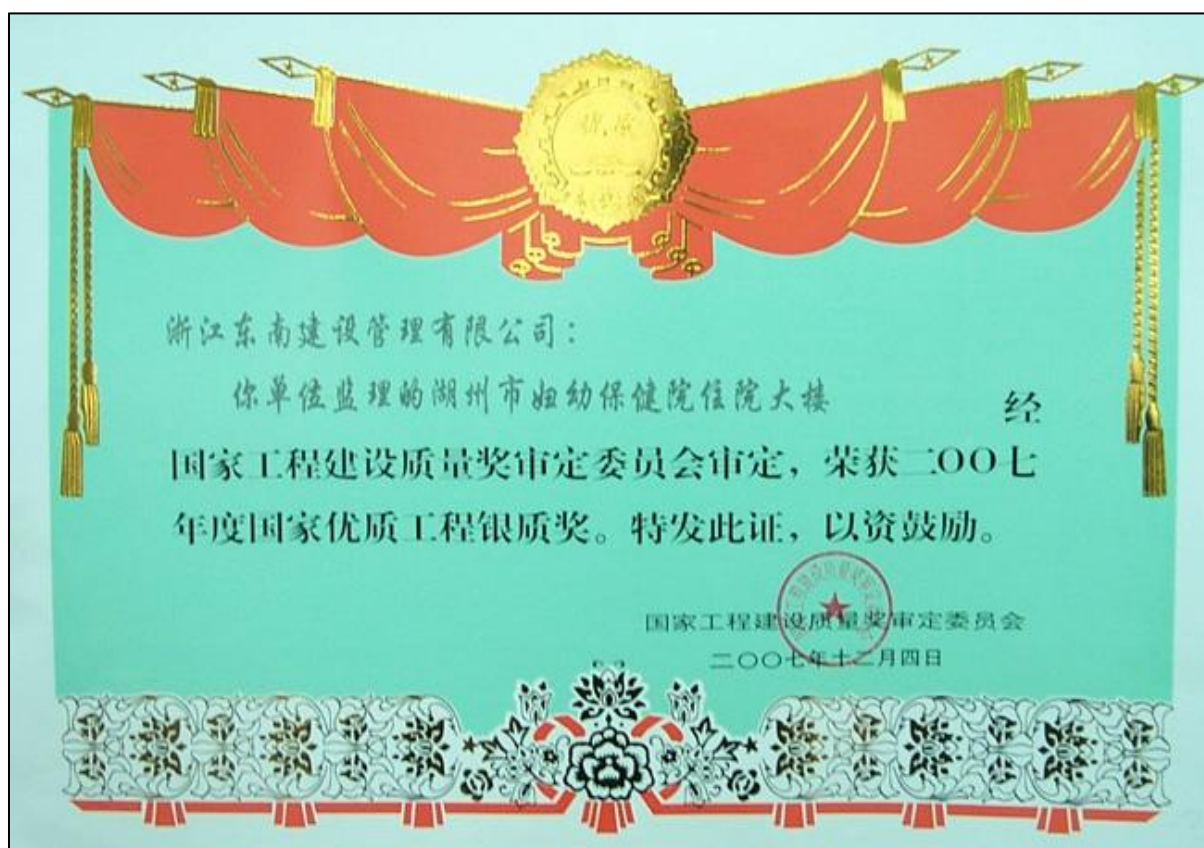 浙江东南建设管理有限公司：
你单位监理的湖州市妇幼保健院住院大楼 经
国家工程建设质量奖审定委员会审定，荣获二〇〇七
年度国家优质工程银质奖。特发此证，以资鼓励。
国家工程建设质量奖审定委员会
二〇〇七年十二月四日